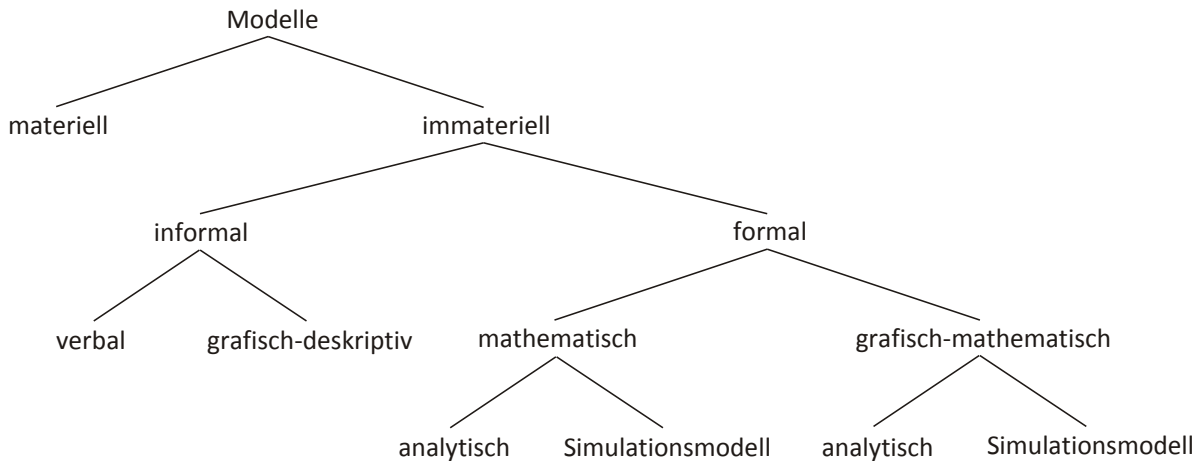 Modelle
materiell
immateriell
informal
formal
verbal
grafisch-deskriptiv
mathematisch
grafisch-mathematisch
analytisch
Simulationsmodell
analytisch
Simulationsmodell